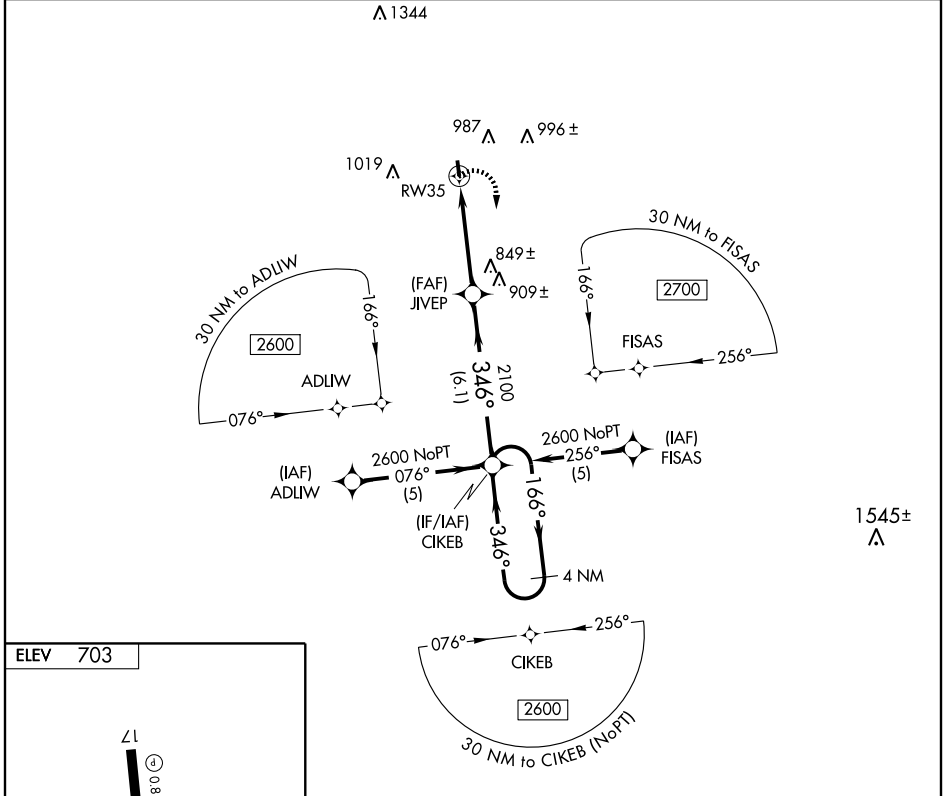 1344
987
996 ±
1019
RW35
30 NM to ADLIW
30 NM to FISAS
849 ±
166°
166°
2700
(FAF)
JIVEP
909 ±
2600
FISAS
256°
ADLIW
2100
346°
(6.1)
076°
2600 NoPT
076°
(5)
2600 NoPT
256°
(5)
(IAF)
FISAS
(IAF)
ADLIW
166°
(IF/IAF)
CIKEB
346°
1545±
4 NM
076°
256°
CIKEB
ELEV 703
2600
30 NM to CIKEB (NoPT)
17
P 0.8